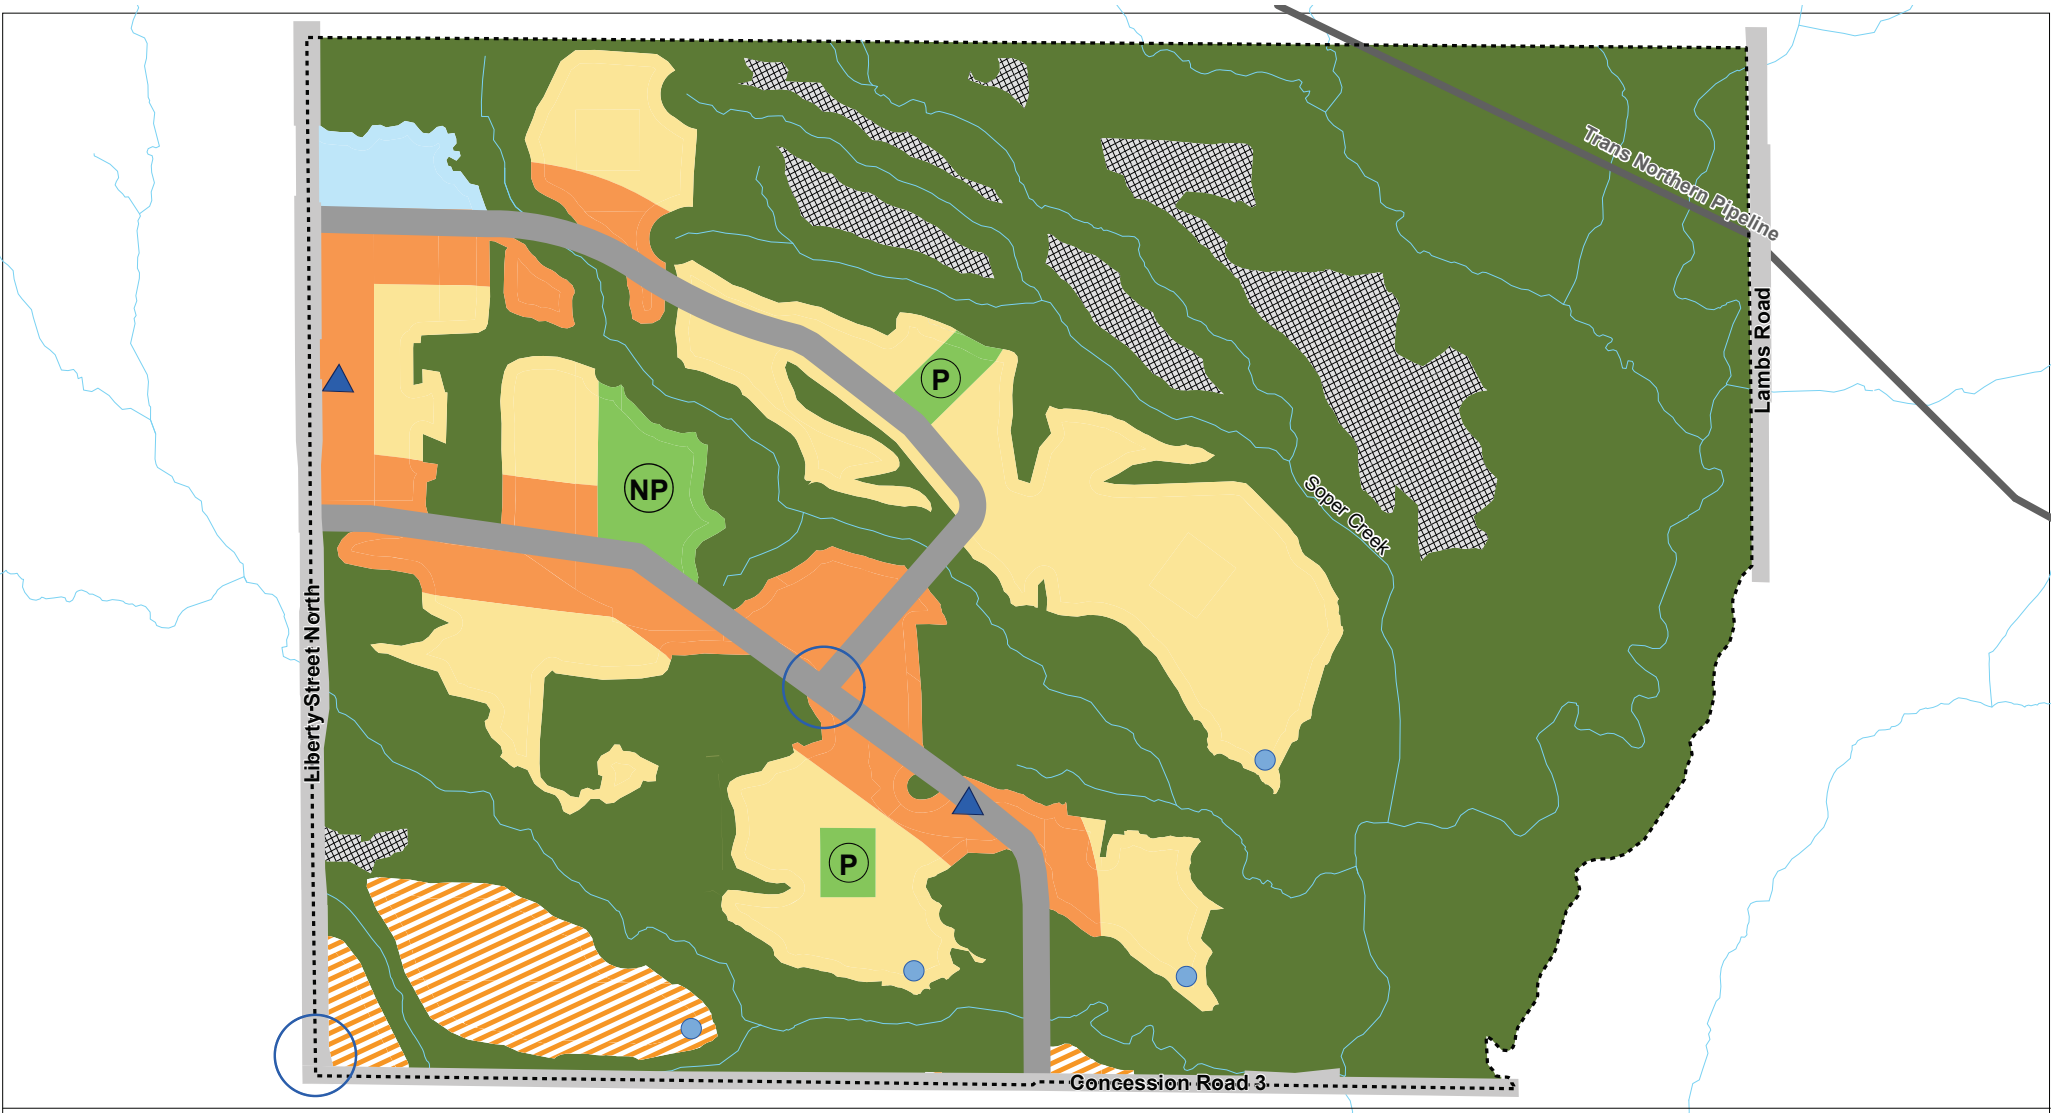 Trans Northern Pipeline
Lambs Road
P
NP
Soper Creek
Liberty Street North
P
Concession Road 3